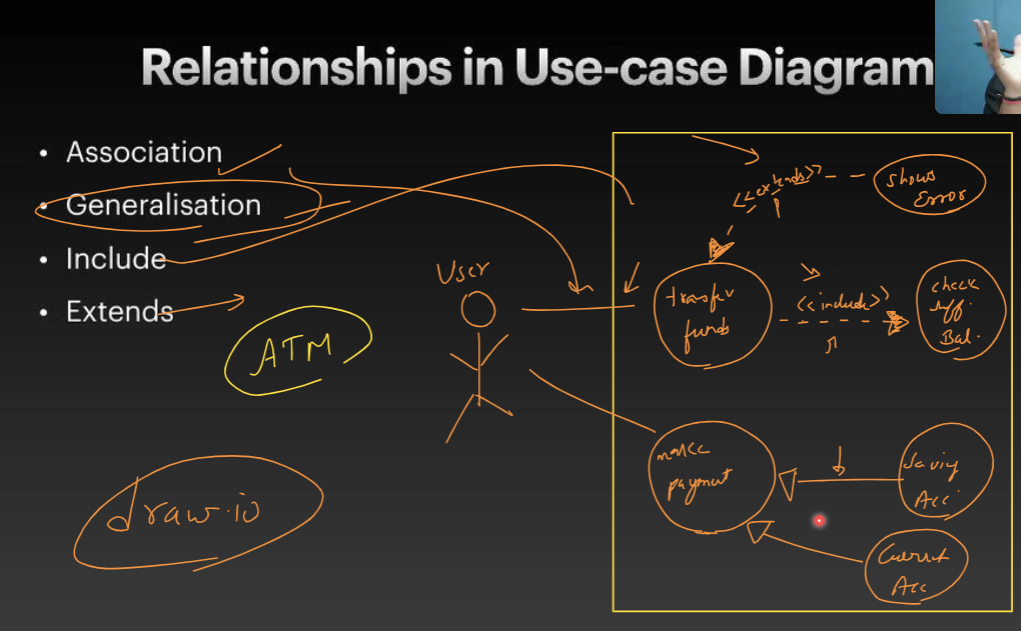 Relationships in Use-case Diagram
• Association
• Generalisation
• Include
• Extends
ATM
draw.io
User
<<extends>>
shows
Error
transfer
funds
<<include>>
check
Suff.
Bal.
make
payment
Saving
Acc.
Current
Acc